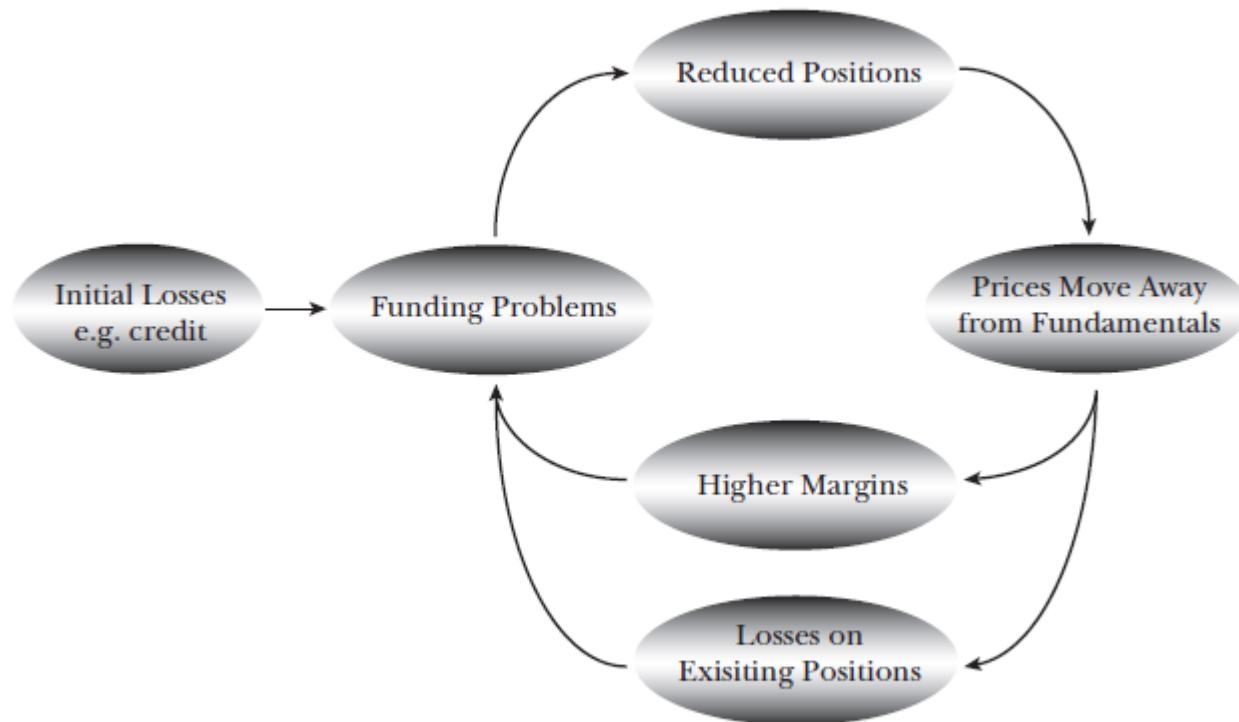 Reduced Positions
Initial Losses
e.g. credit
Funding Problems
Prices Move Away
from Fundamentals
Higher Margins
Losses on
Exisiting Positions